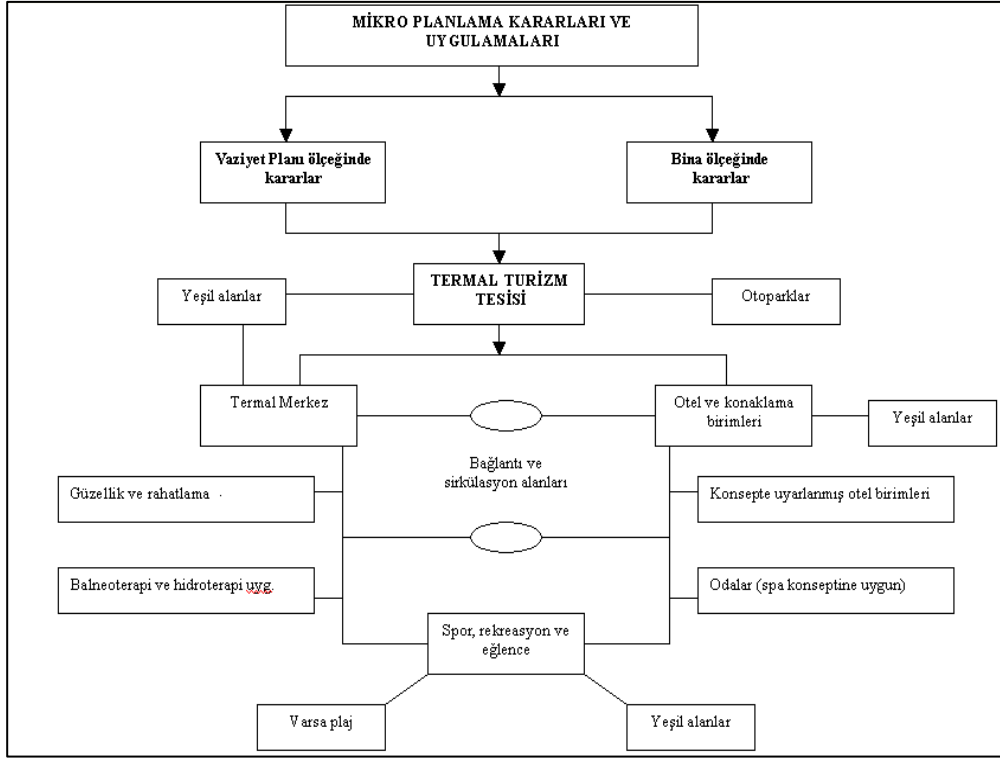 MİKRO PLANLAMA KARARLARI VE
UYGULAMALARI
Vaziyet Planı ölçeğinde
kararlar
Bina ölçeğinde
kararlar
TERMAL TURİZM
TESİSİ
Yeşil alanlar
Otoparklar
Termal Merkez
Otel ve konaklama
birimleri
Yeşil alanlar
Bağlantı ve
sirkülasyon alanları
Güzellik ve rahatlama
Konsepte uyarlanmış otel birimleri
Balneoterapi ve hidroterapi uyg.
Odalar (spa konseptine uygun)
Spor, rekreasyon ve
eğlence
Varsa plaj
Yeşil alanlar